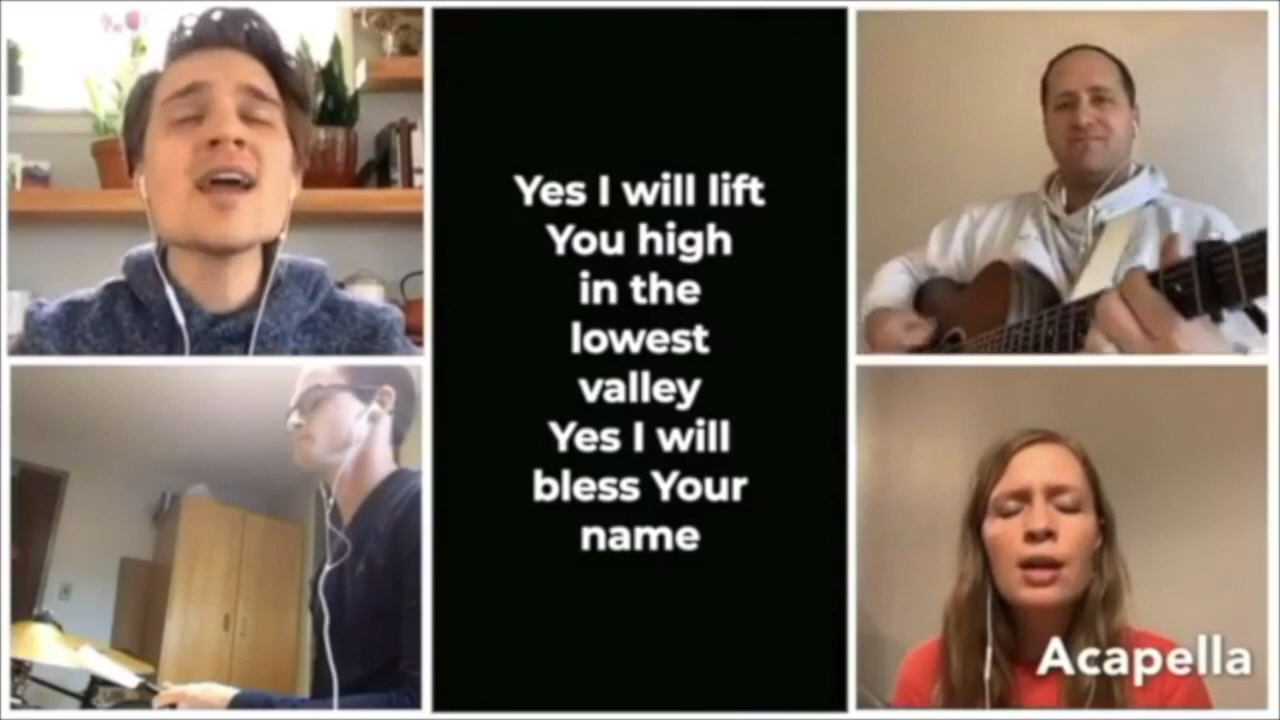 Yes I will lift
You high
in the
lowest
valley
Yes I will
bless Your
name
Acapella